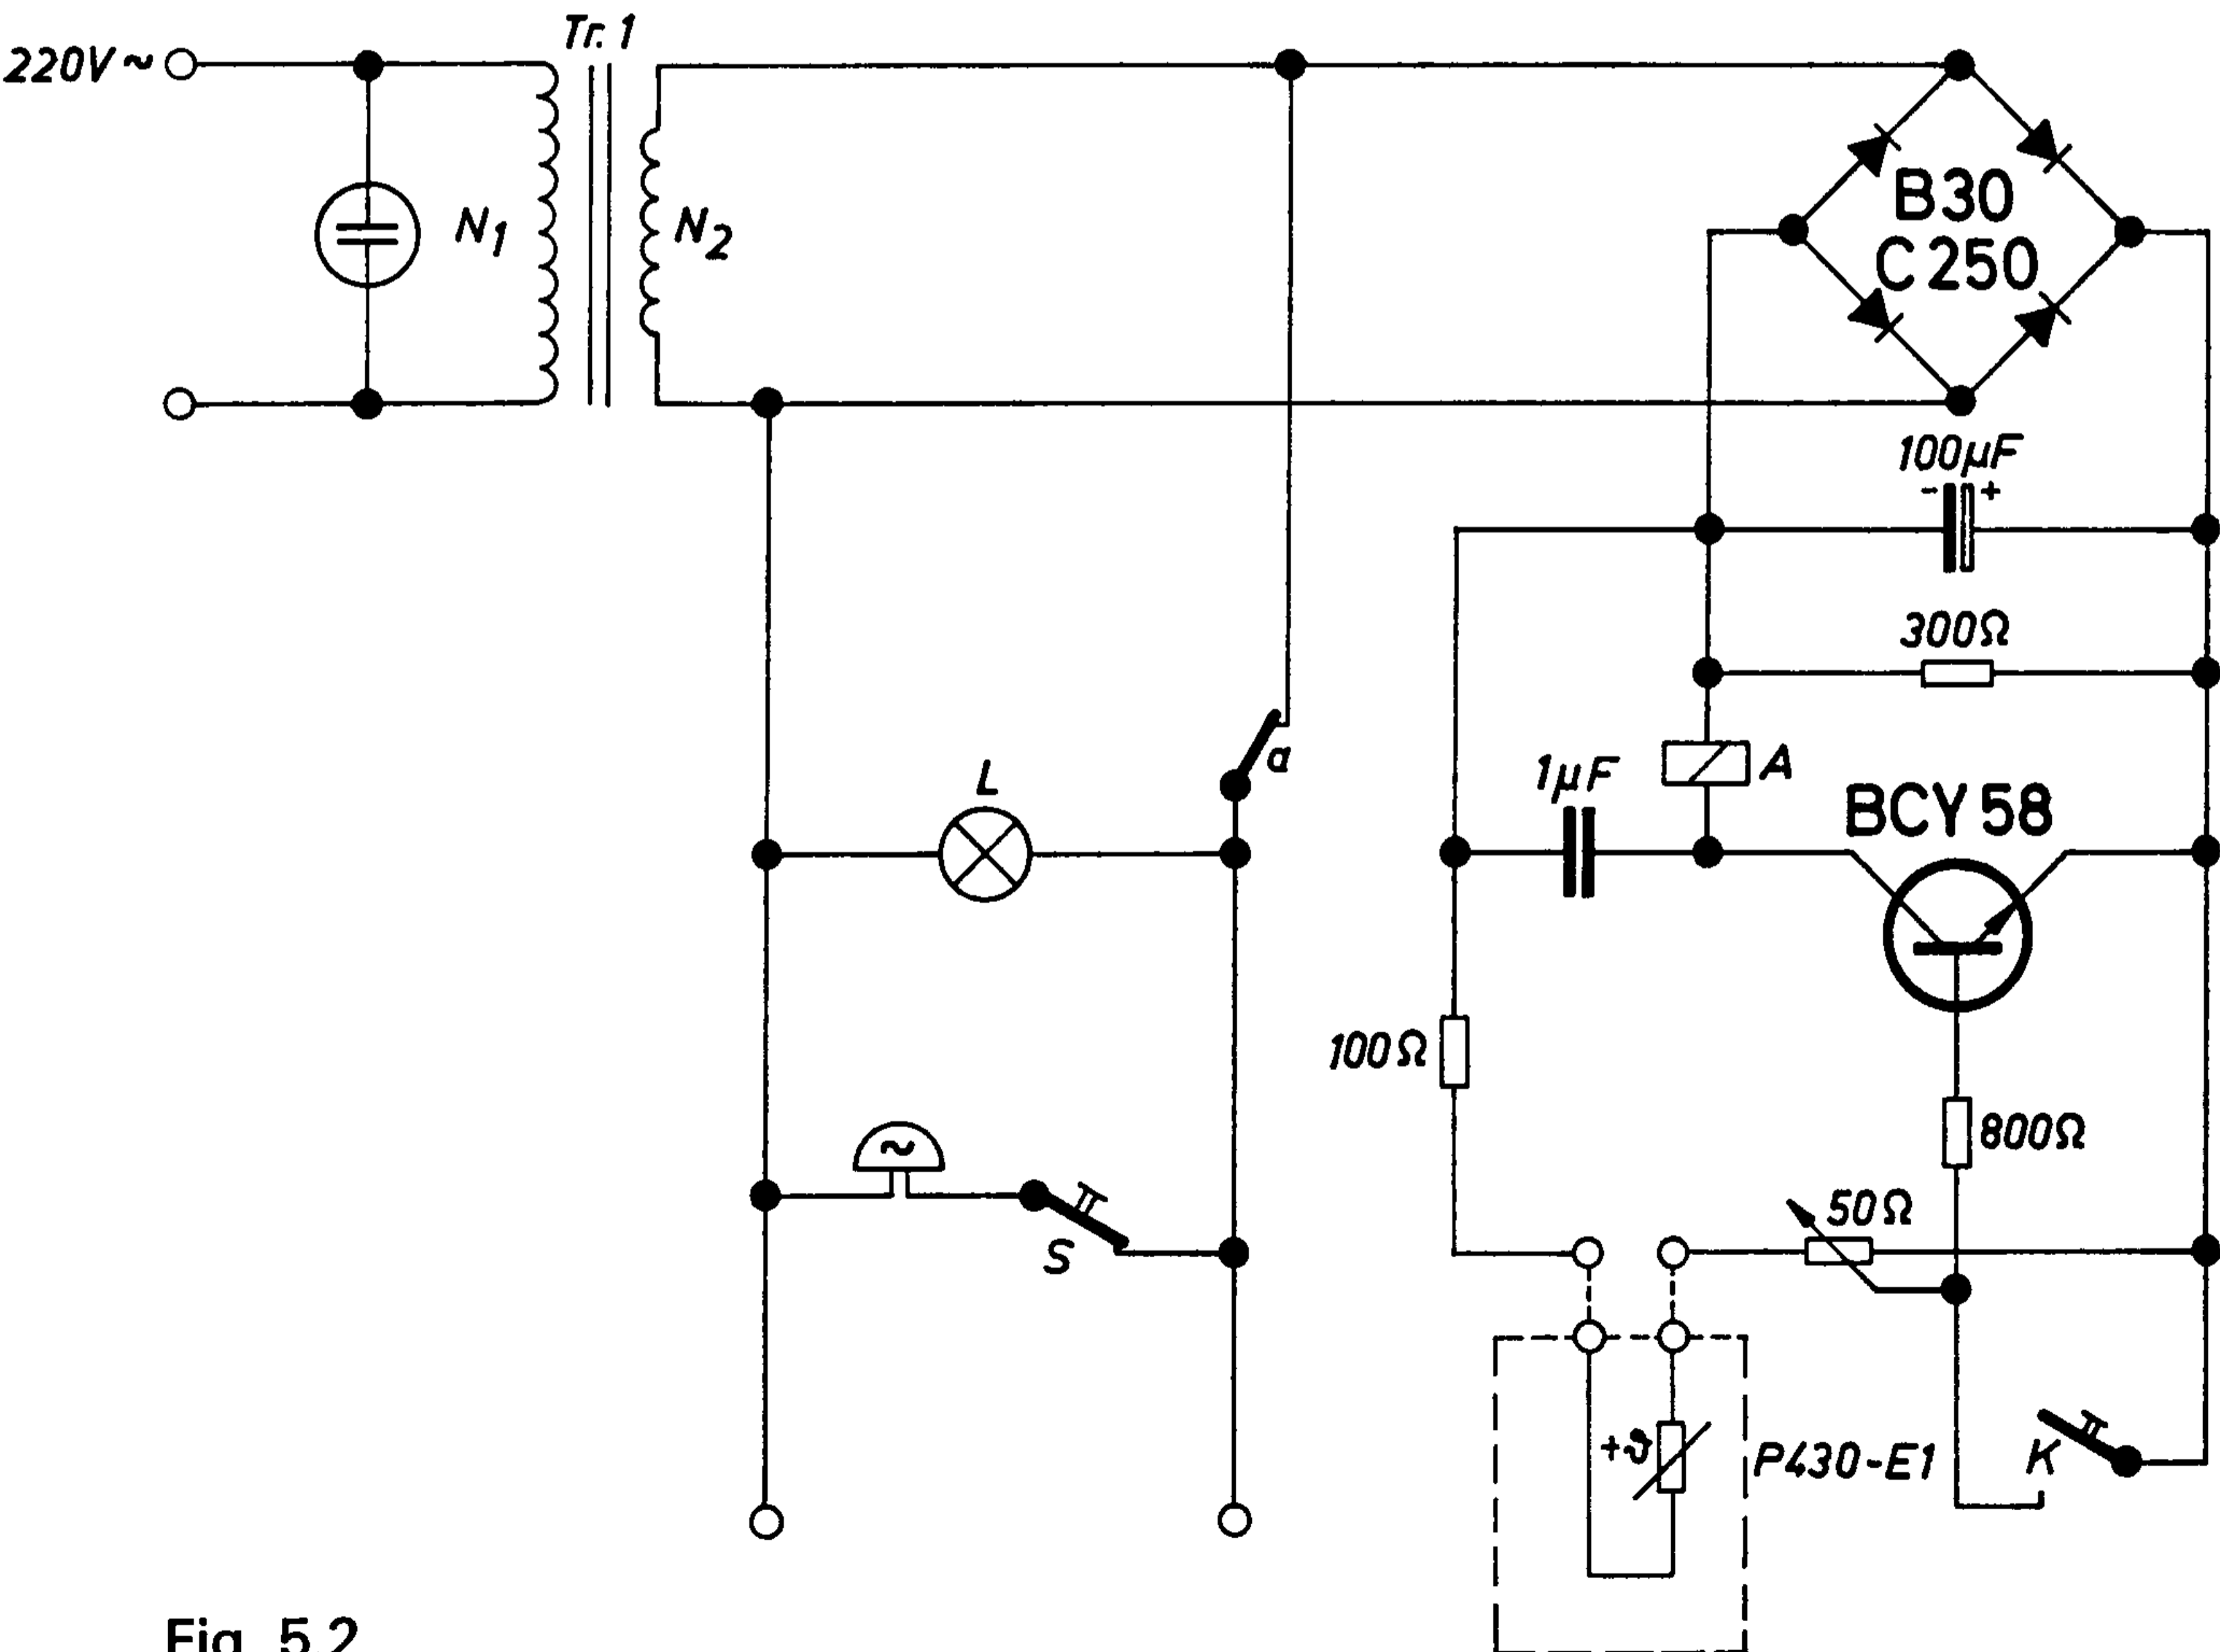 Tr. 1
220V~
N1
N2
B30
C 250
100µF
- +
300Ω
a
A
L
1µF
BCY 58
100Ω
800Ω
~
50Ω
S
+ϑ
P430-E1
K
Fig. 5.2